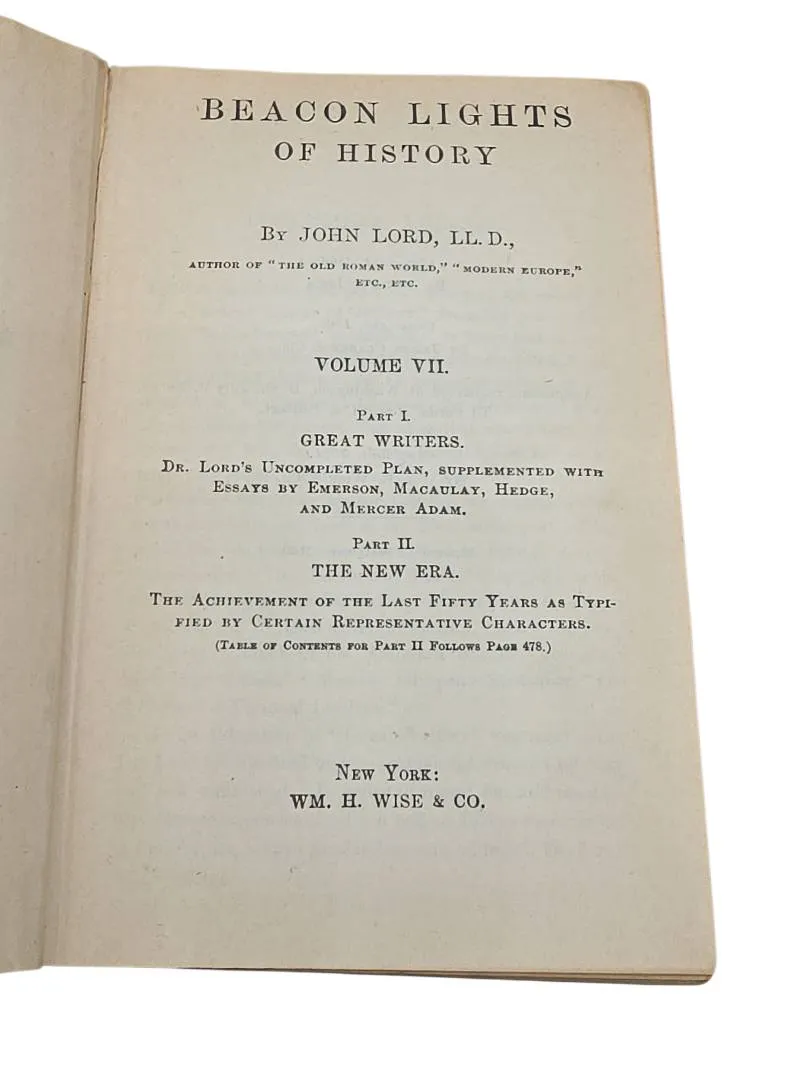 BEACON LIGHTS
OF HISTORY
By JOHN LORD, LL. D.,
AUTHOR OF "THE OLD ROMAN WORLD," "MODERN EUROPE,"
ETC., ETC.
VOLUME VII.
Part I.
GREAT WRITERS.
Dr. Lord's Uncompleted Plan, supplemented with
Essays by Emerson, Macaulay, Hedge,
and Mercer Adam.
Part II.
THE NEW ERA.
The Achievement of the Last Fifty Years as Typi-
fied by Certain Representative Characters.
(Table of Contents for Part II Follows Page 478.)
New York:
WM. H. WISE & CO.